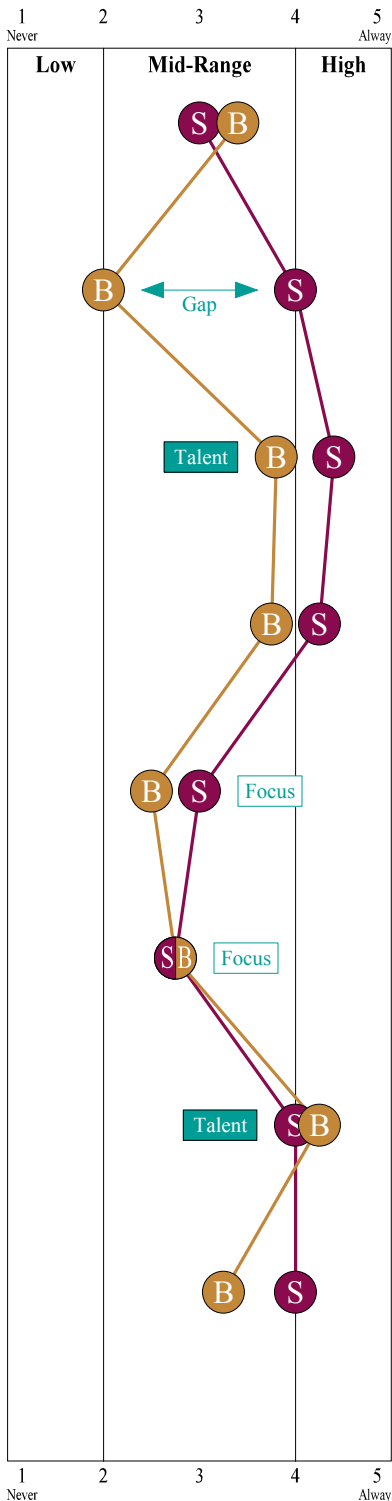 1 2 3 4 5
Never Alway
Low Mid-Range High
S B
B Gap S
Talent B S
B S
B S Focus
S B Focus
Talent S B
B S
1 2 3 4 5
Never Alway